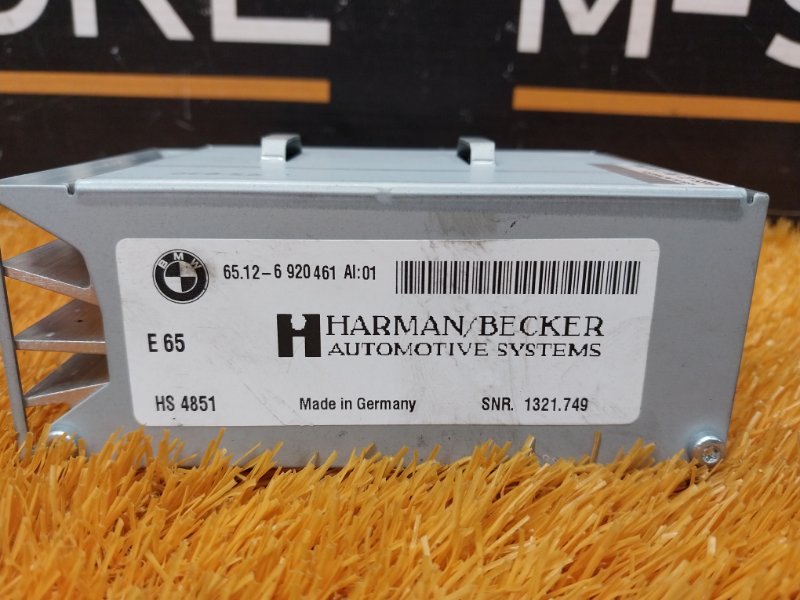 M-S
BMW
65.12-6 920 461 AI:01
E 65
HARMAN/BECKER
AUTOMOTIVE SYSTEMS
HS 4851
Made in Germany
SNR. 1321.749